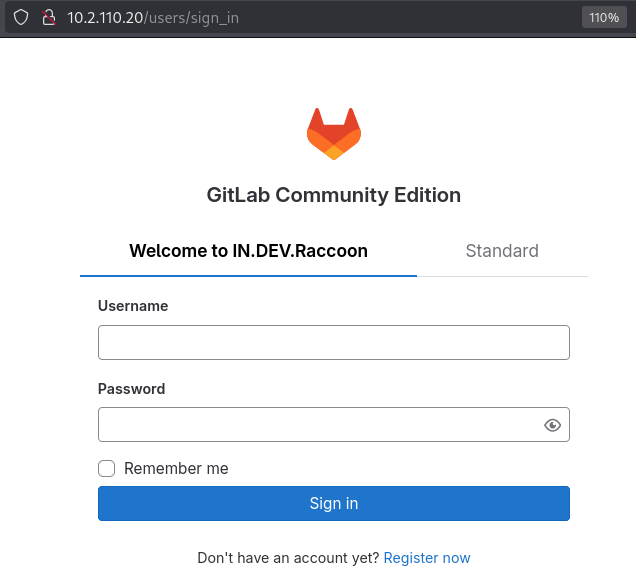 10.2.110.20/users/sign_in 110%
GitLab Community Edition
Welcome to IN.DEV.Raccoon Standard
Username
Password
Remember me
Sign in
Don't have an account yet? Register now